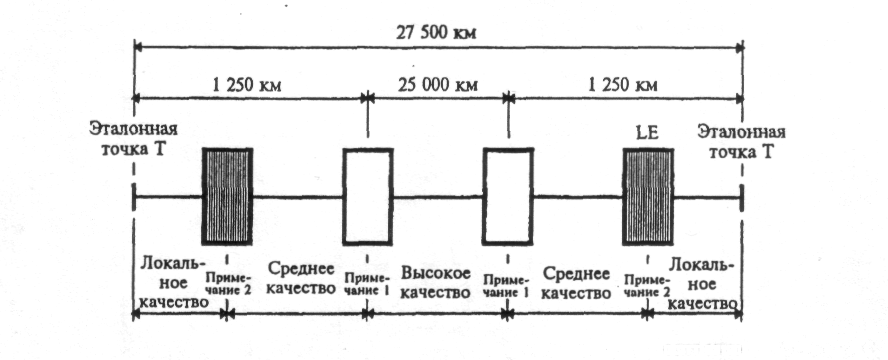 27 500 км
1 250 км
25 000 км
1 250 км
Эталонная
точка Т
LE
Эталонная
точка Т
Локаль-
ное
качество
Приме-
чание 2
Среднее
качество
Приме-
чание 1
Высокое
качество
Приме-
чание 1
Среднее
качество
Приме-
чание 2
Локаль-
ное
качество